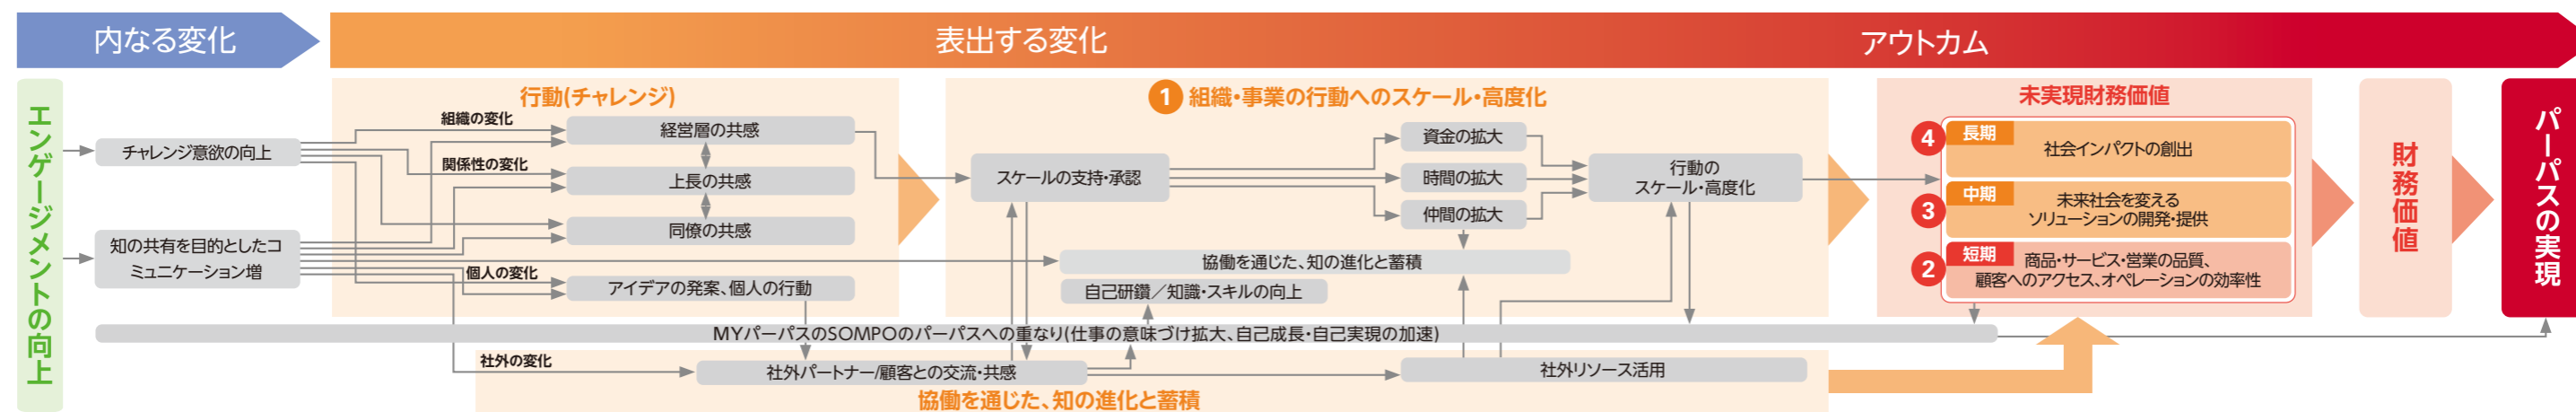 内なる変化
表出する変化
アウトカム
エンゲージメントの向上
チャレンジ意欲の向上
知の共有を目的としたコ
ミュニケーション増
行動(チャレンジ)
組織の変化
経営層の共感
関係性の変化
上長の共感
同僚の共感
個人の変化
アイデアの発案、個人の行動
1 組織・事業の行動へのスケール・高度化
スケールの支持・承認
資金の拡大
時間の拡大
仲間の拡大
行動の
スケール・高度化
協働を通じた、知の進化と蓄積
自己研鑽／知識・スキルの向上
MYパーパスのSOMPOのパーパスへの重なり(仕事の意味づけ拡大、自己成長・自己実現の加速)
社外の変化
社外パートナー/顧客との交流・共感
社外リソース活用
協働を通じた、知の進化と蓄積
未実現財務価値
4 長期
社会インパクトの創出
3 中期
未来社会を変える
ソリューションの開発・提供
2 短期
商品・サービス・営業の品質、
顧客へのアクセス、オペレーションの効率性
財務価値
パーパスの実現